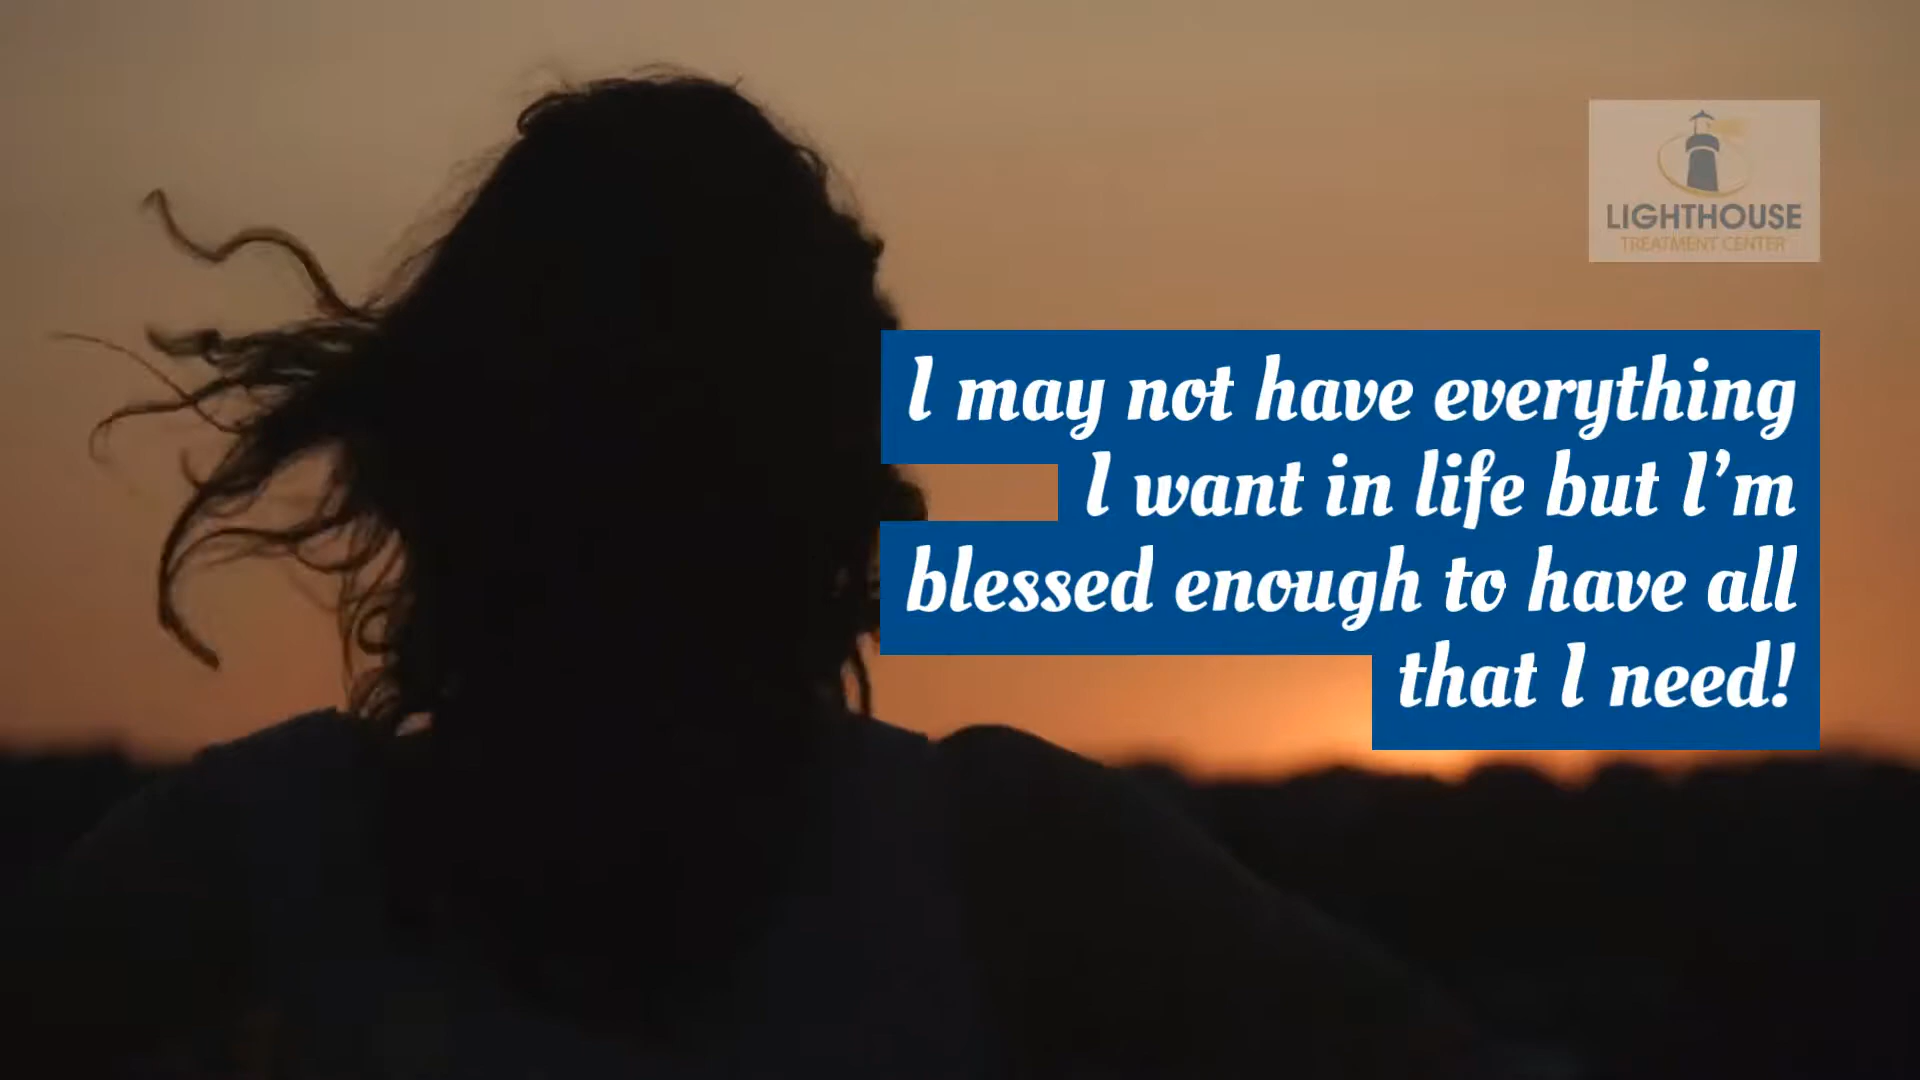 LIGHTHOUSE
TREATMENT CENTER
I may not have everything
I want in life but I’m
blessed enough to have all
that I need!